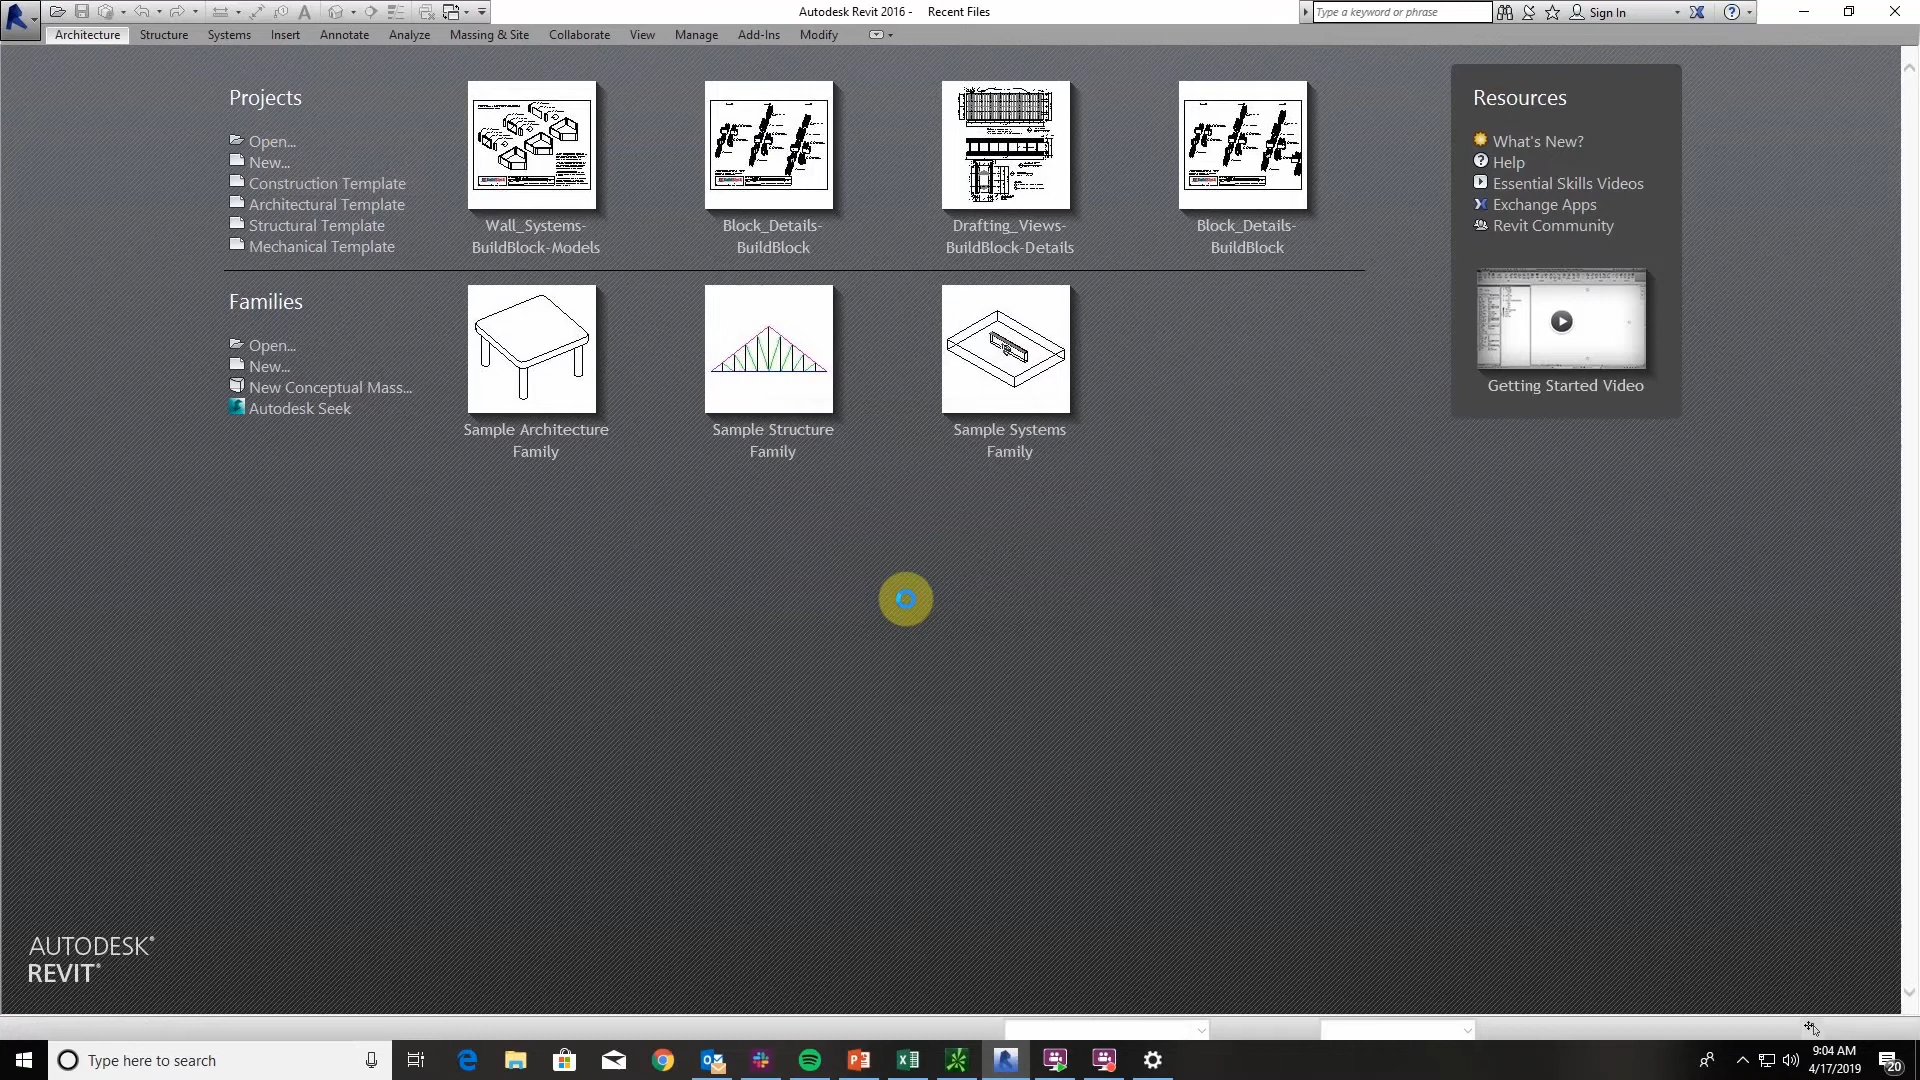 Autodesk Revit 2016 - Recent Files
Type a keyword or phrase
Sign In
Architecture Structure Systems Insert Annotate Analyze Massing & Site Collaborate View Manage Add-Ins Modify
Projects
Open...
New...
Construction Template
Architectural Template
Structural Template
Mechanical Template
Wall_Systems-
BuildBlock-Models
Block_Details-
BuildBlock
Drafting_Views-
BuildBlock-Details
Block_Details-
BuildBlock
Families
Open...
New...
New Conceptual Mass...
Autodesk Seek
Sample Architecture
Family
Sample Structure
Family
Sample Systems
Family
Resources
What's New?
Help
Essential Skills Videos
Exchange Apps
Revit Community
Getting Started Video
AUTODESK®
REVIT®
Type here to search
9:04 AM
4/17/2019
20